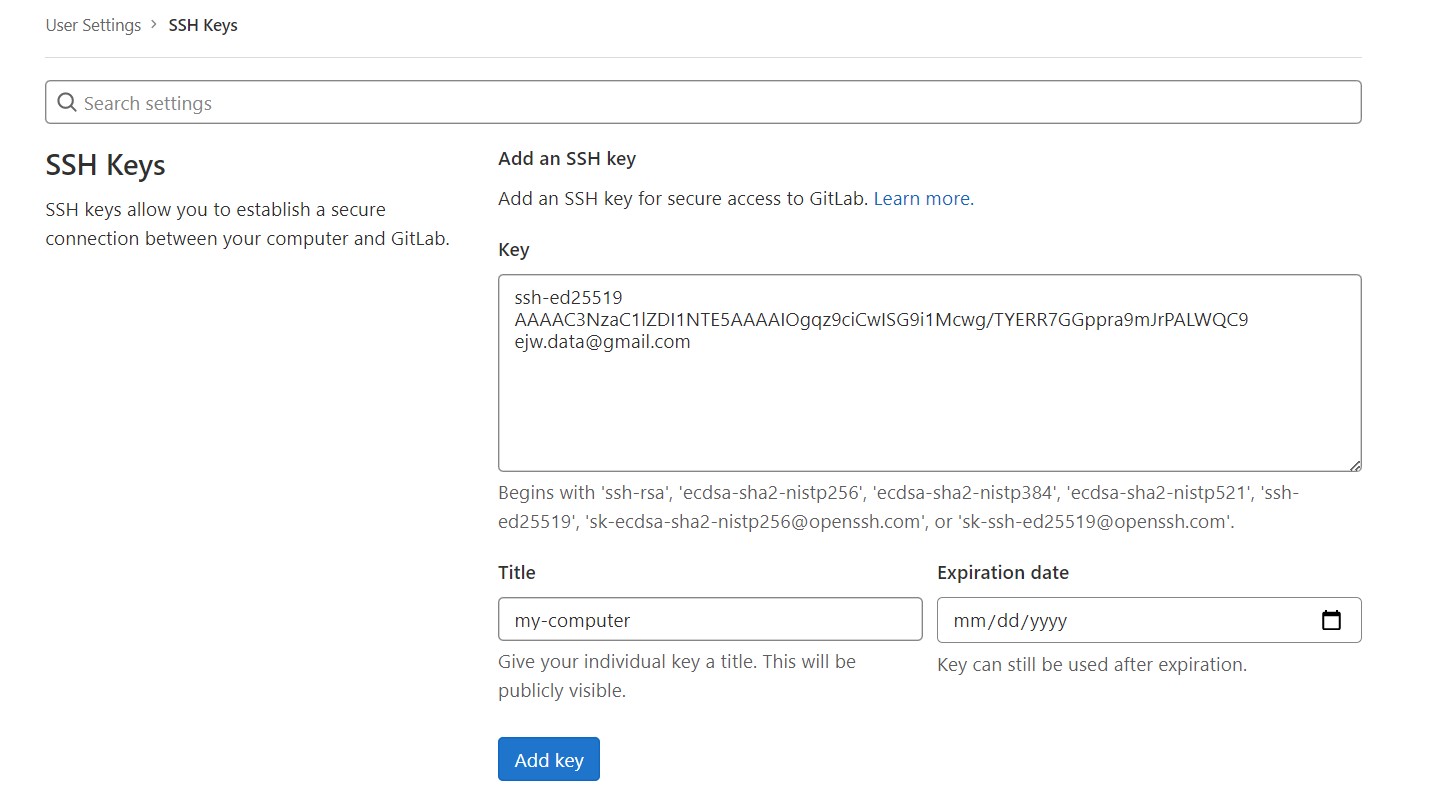 User Settings > SSH Keys
Search settings
SSH Keys
SSH keys allow you to establish a secure
connection between your computer and GitLab.
Add an SSH key
Add an SSH key for secure access to GitLab. Learn more.
Key
ssh-ed25519
AAAAC3NzaC1lZDI1NTE5AAAAIOgqz9ciCwISG9i1Mcwg/TYERR7GGppra9mJrPALWQC9
ejw.data@gmail.com
Begins with 'ssh-rsa', 'ecdsa-sha2-nistp256', 'ecdsa-sha2-nistp384', 'ecdsa-sha2-nistp521', 'ssh-
ed25519', 'sk-ecdsa-sha2-nistp256@openssh.com', or 'sk-ssh-ed25519@openssh.com'.
Title
my-computer
Give your individual key a title. This will be
publicly visible.
Expiration date
mm/dd/yyyy
Key can still be used after expiration.
Add key